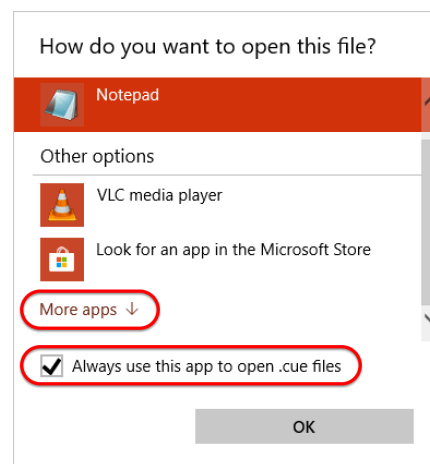 How do you want to open this file?
Notepad
Other options
VLC media player
Look for an app in the Microsoft Store
More apps ↓
Always use this app to open .cue files
OK